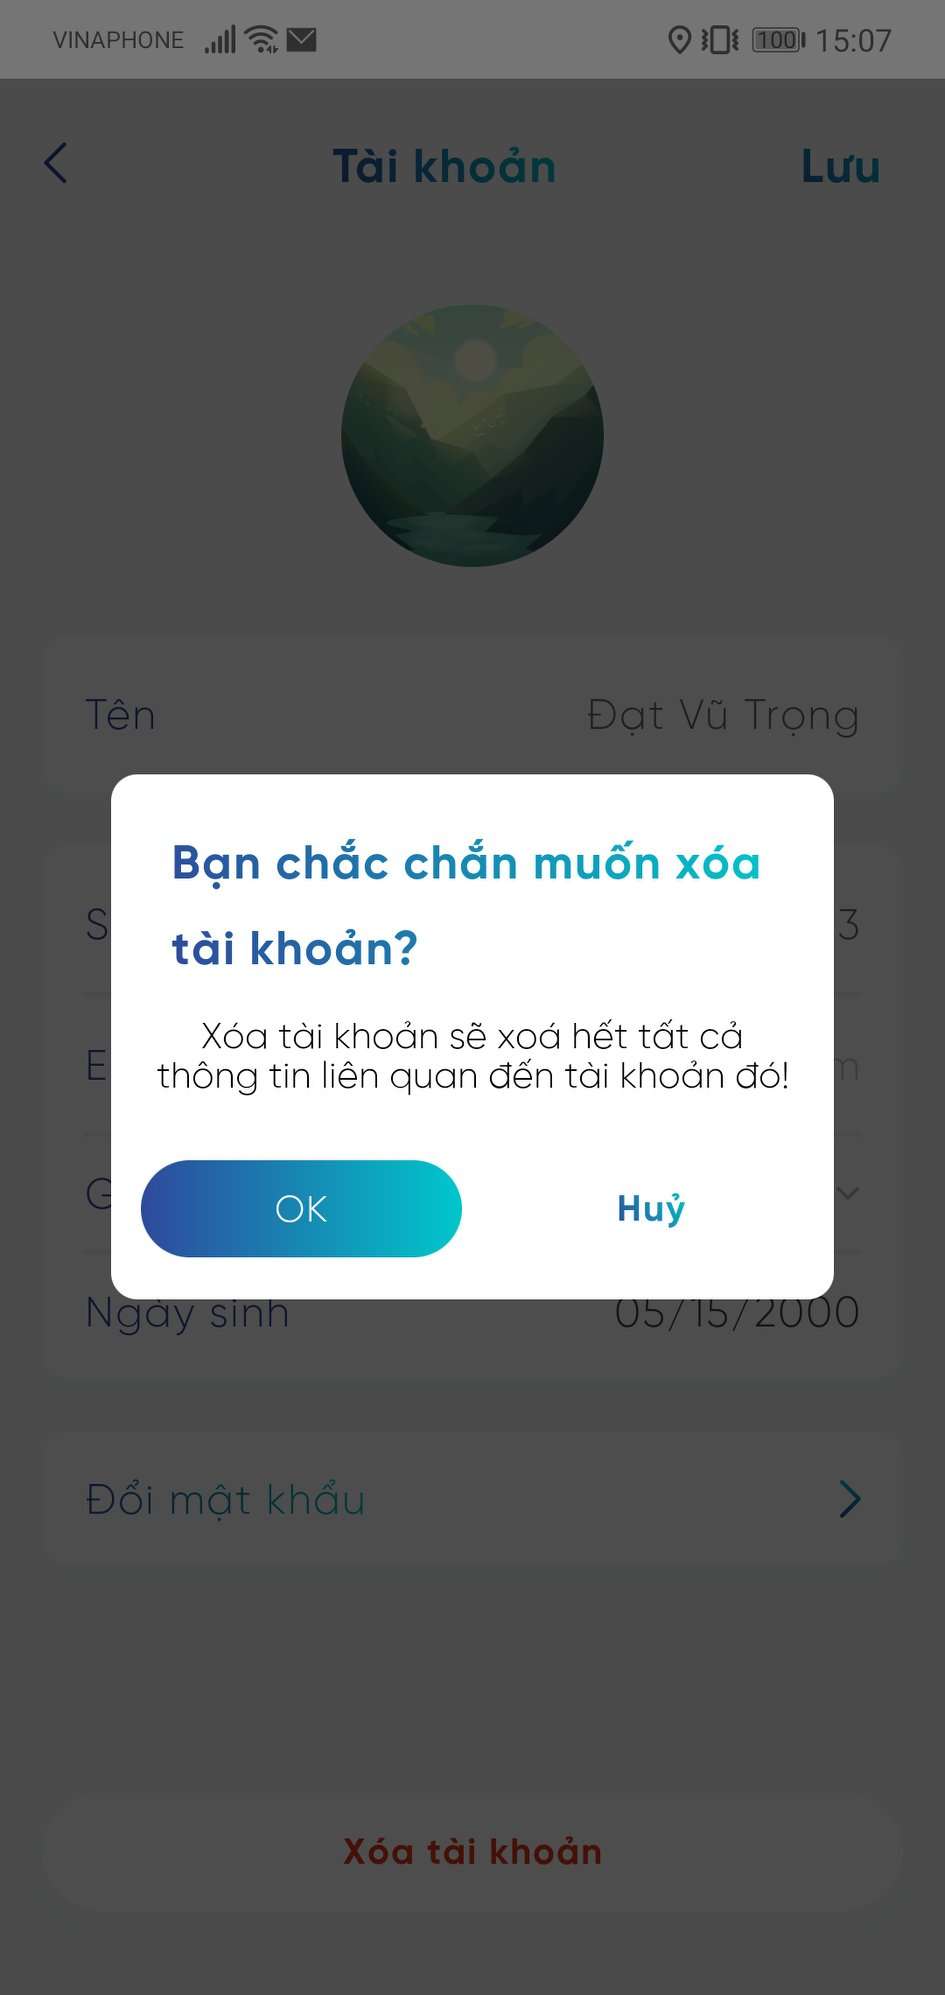 VINAPHONE 100 15:07
Tài khoản Lưu
Tên Đạt Vũ Trọng
Bạn chắc chắn muốn xóa
tài khoản?
Xóa tài khoản sẽ xoá hết tất cả
thông tin liên quan đến tài khoản đó!
OK Huỷ
Ngày sinh 05/15/2000
Đổi mật khẩu
Xóa tài khoản